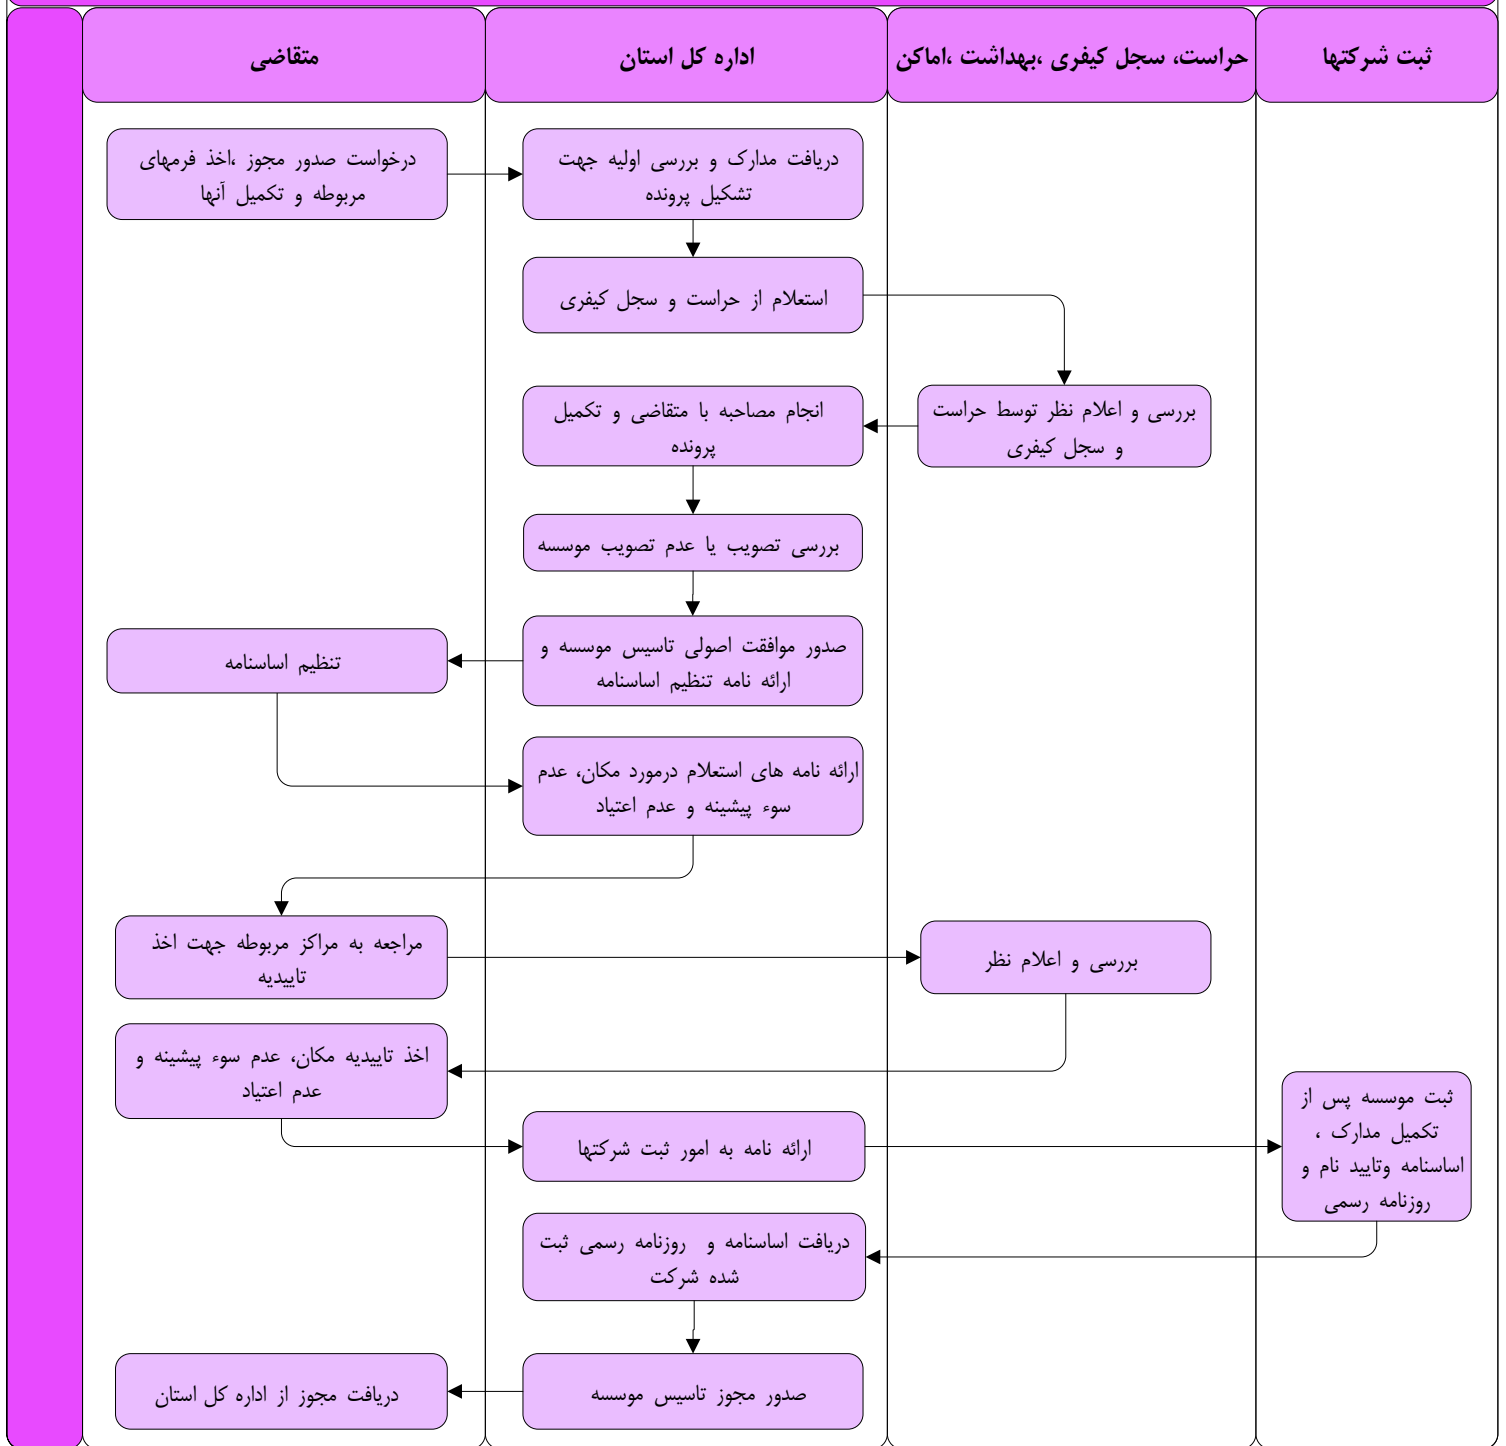 متقاضی
اداره کل استان
حراست، سجل کیفری ،بهداشت ،اماکن
ثبت شرکتها
درخواست صدور مجوز ،اخذ فرمهای
مربوطه و تکمیل آنها
دریافت مدارک و بررسی اولیه جهت
تشکیل پرونده
استعلام از حراست و سجل کیفری
بررسی و اعلام نظر توسط حراست
و سجل کیفری
انجام مصاحبه با متقاضی و تکمیل
پرونده
بررسی تصویب یا عدم تصویب موسسه
صدور موافقت اصولی تاسیس موسسه و
ارائه نامه تنظیم اساسنامه
تنظیم اساسنامه
ارائه نامه های استعلام درمورد مکان، عدم
سوء پیشینه و عدم اعتیاد
مراجعه به مراکز مربوطه جهت اخذ
تاییدیه
بررسی و اعلام نظر
اخذ تاییدیه مکان، عدم سوء پیشینه و
عدم اعتیاد
ارائه نامه به امور ثبت شرکتها
ثبت موسسه پس از
تکمیل مدارک ،
اساسنامه وتایید نام و
روزنامه رسمی
دریافت اساسنامه و روزنامه رسمی ثبت
شده شرکت
صدور مجوز تاسیس موسسه
دریافت مجوز از اداره کل استان